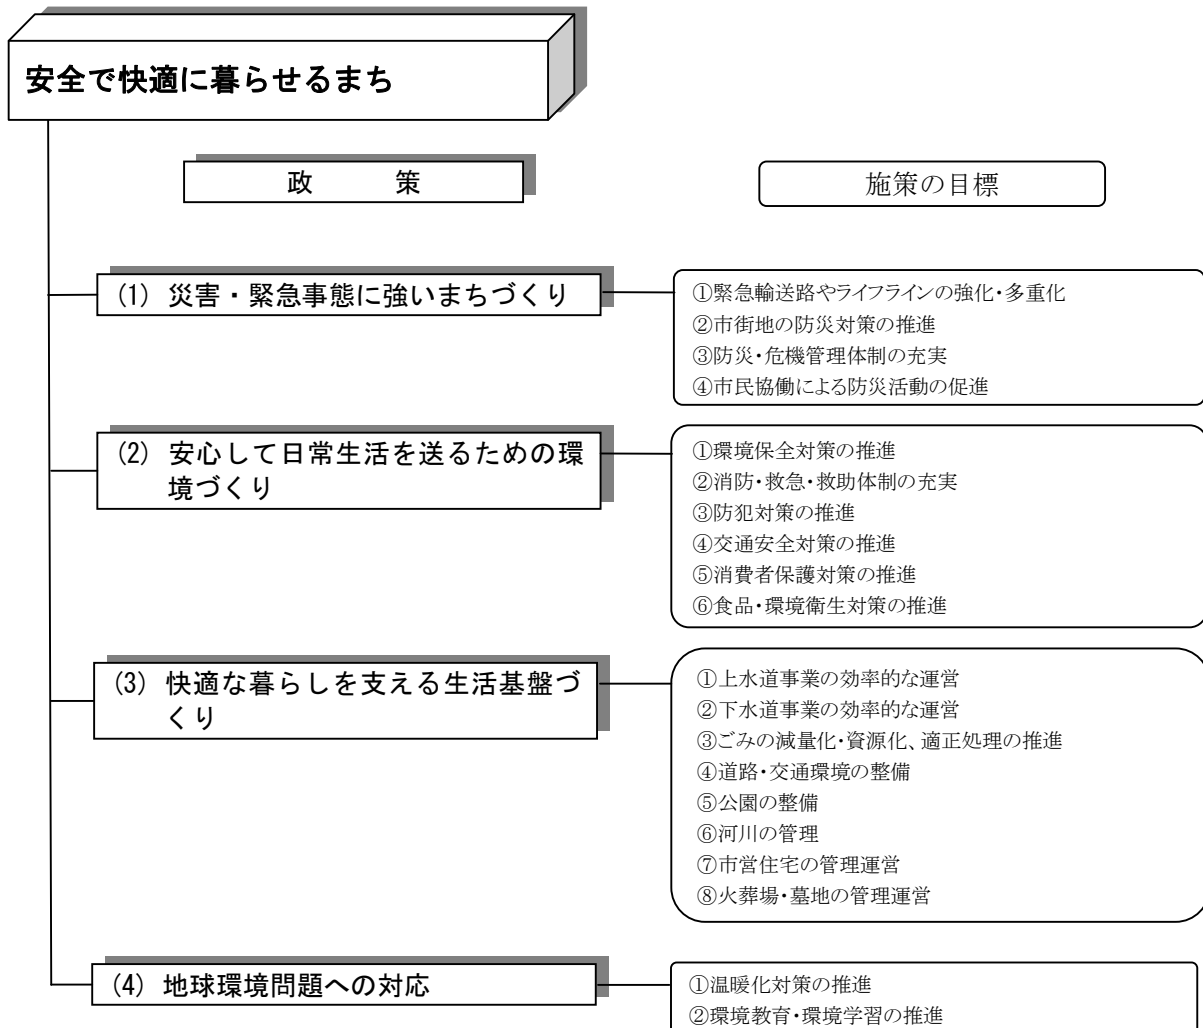 安全で快適に暮らせるまち
政 策
施策の目標
(1) 災害・緊急事態に強いまちづくり
①緊急輸送路やライフラインの強化・多重化
②市街地の防災対策の推進
③防災・危機管理体制の充実
④市民協働による防災活動の促進
(2) 安心して日常生活を送るための環
境づくり
①環境保全対策の推進
②消防・救急・救助体制の充実
③防犯対策の推進
④交通安全対策の推進
⑤消費者保護対策の推進
⑥食品・環境衛生対策の推進
(3) 快適な暮らしを支える生活基盤づ
くり
①上水道事業の効率的な運営
②下水道事業の効率的な運営
③ごみの減量化・資源化、適正処理の推進
④道路・交通環境の整備
⑤公園の整備
⑥河川の管理
⑦市営住宅の管理運営
⑧火葬場・墓地の管理運営
(4) 地球環境問題への対応
①温暖化対策の推進
②環境教育・環境学習の推進